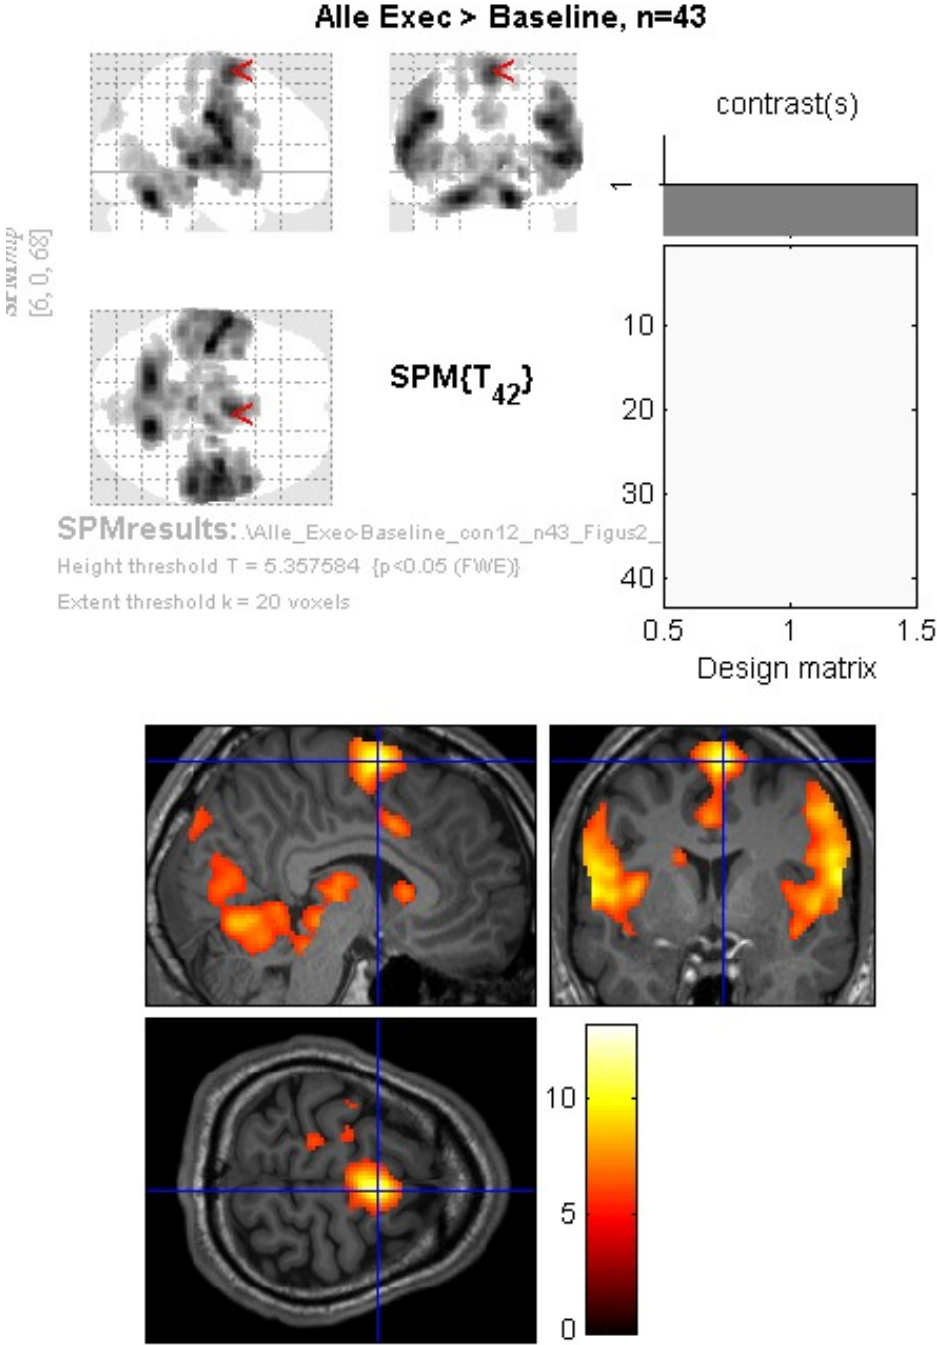 Alle Exec > Baseline, n=43
contrast(s)
1
[6, 0, 68]
10
SPM{T42}
20
30
SPMresults: .\Alle_Exec-Baseline_con12_n43_Figus2_
Height threshold T = 5.357584 {p<0.05 (FWE)}
40
Extent threshold k = 20 voxels
0.5 1 1.5
Design matrix
10
5
0